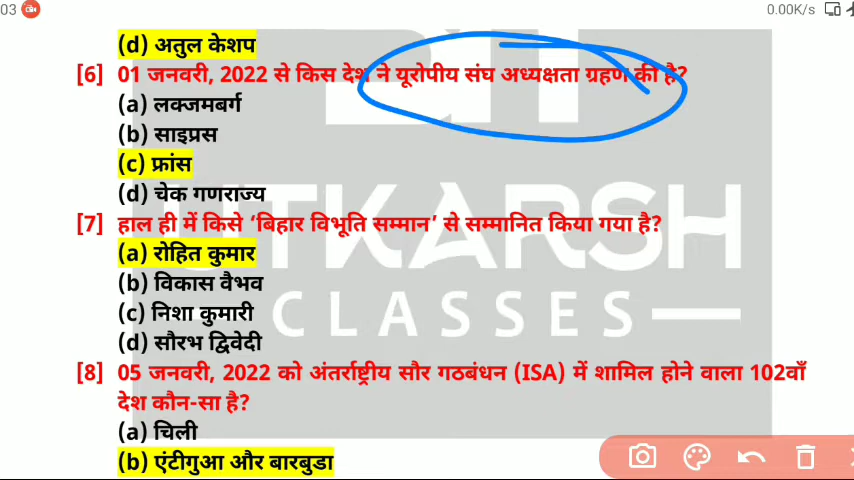 03
0.00K/s
(d) अतुल केशप
[6] 01 जनवरी, 2022 से किस देश ने यूरोपीय संघ अध्यक्षता ग्रहण की है?
(a) लक्जमबर्ग
(b) साइप्रस
(c) फ्रांस
(d) चेक गणराज्य
[7] हाल ही में किसे ‘बिहार विभूति सम्मान’ से सम्मानित किया गया है?
(a) रोहित कुमार
(b) विकास वैभव
(c) निशा कुमारी
(d) सौरभ द्विवेदी
[8] 05 जनवरी, 2022 को अंतर्राष्ट्रीय सौर गठबंधन (ISA) में शामिल होने वाला 102वाँ
देश कौन-सा है?
(a) चिली
(b) एंटीगुआ और बारबुडा
UTKARSH
CLASSES